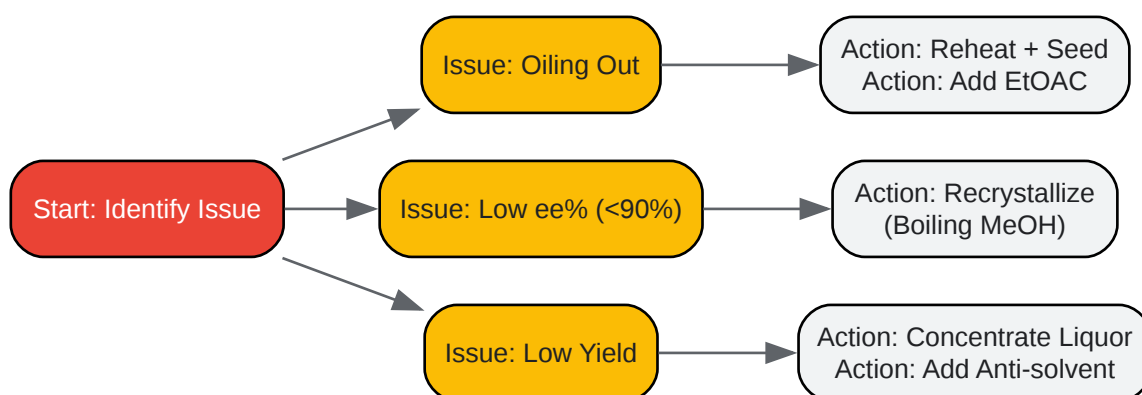 Issue: Oiling Out
Action: Reheat + Seed
Action: Add EtOAC
Start: Identify Issue
Issue: Low ee% (<90%)
Action: Recrystallize
(Boiling MeOH)
Issue: Low Yield
Action: Concentrate Liquor
Action: Add Anti-solvent